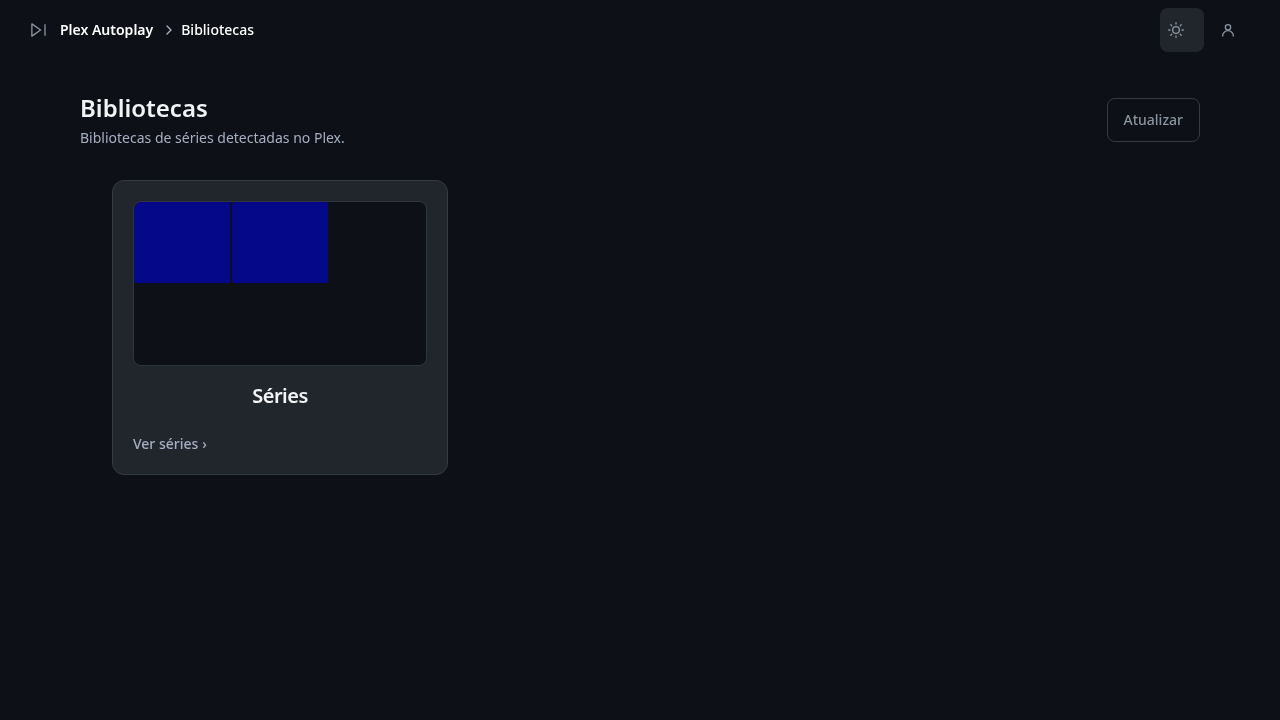 Plex Autoplay > Bibliotecas
Bibliotecas
Bibliotecas de séries detectadas no Plex.
Atualizar
Séries
Ver séries ›